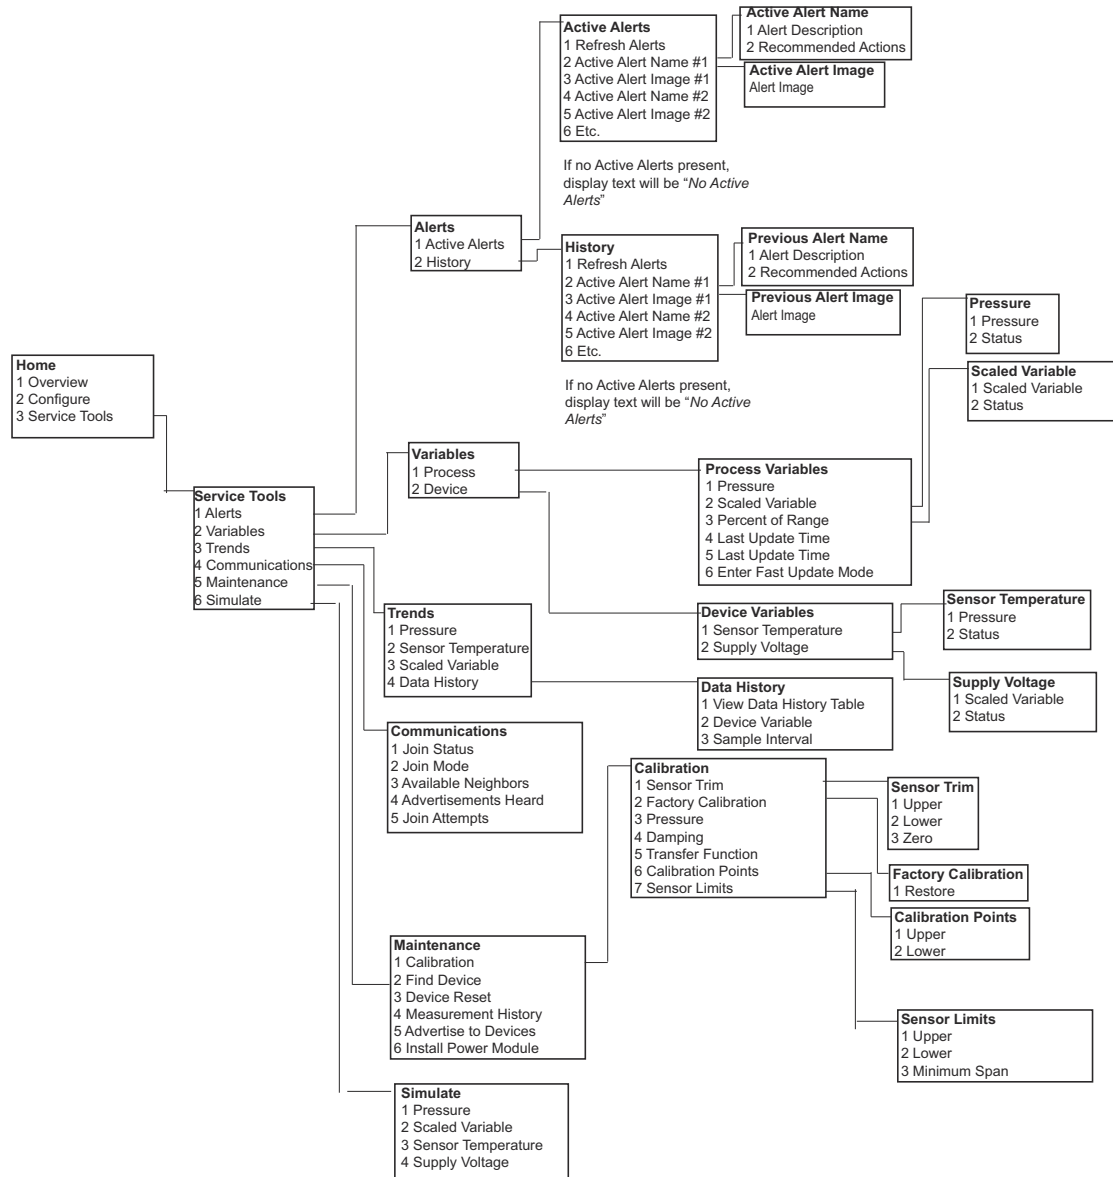 Home
1 Overview
2 Configure
3 Service Tools
Service Tools
1 Alerts
2 Variables
3 Trends
4 Communications
5 Maintenance
6 Simulate
Alerts
1 Active Alerts
2 History
Active Alerts
1 Refresh Alerts
2 Active Alert Name #1
3 Active Alert Image #1
4 Active Alert Name #2
5 Active Alert Image #2
6 Etc.
If no Active Alerts present,
display text will be “No Active
Alerts”
Active Alert Name
1 Alert Description
2 Recommended Actions
Active Alert Image
Alert Image
History
1 Refresh Alerts
2 Active Alert Name #1
3 Active Alert Image #1
4 Active Alert Name #2
5 Active Alert Image #2
6 Etc.
If no Active Alerts present,
display text will be “No Active
Alerts”
Previous Alert Name
1 Alert Description
2 Recommended Actions
Previous Alert Image
Alert Image
Variables
1 Process
2 Device
Process Variables
1 Pressure
2 Scaled Variable
3 Percent of Range
4 Last Update Time
5 Last Update Time
6 Enter Fast Update Mode
Pressure
1 Pressure
2 Status
Scaled Variable
1 Scaled Variable
2 Status
Device Variables
1 Sensor Temperature
2 Supply Voltage
Sensor Temperature
1 Pressure
2 Status
Supply Voltage
1 Scaled Variable
2 Status
Trends
1 Pressure
2 Sensor Temperature
3 Scaled Variable
4 Data History
Data History
1 View Data History Table
2 Device Variable
3 Sample Interval
Communications
1 Join Status
2 Join Mode
3 Available Neighbors
4 Advertisements Heard
5 Join Attempts
Maintenance
1 Calibration
2 Find Device
3 Device Reset
4 Measurement History
5 Advertise to Devices
6 Install Power Module
Calibration
1 Sensor Trim
2 Factory Calibration
3 Pressure
4 Damping
5 Transfer Function
6 Calibration Points
7 Sensor Limits
Sensor Trim
1 Upper
2 Lower
3 Zero
Factory Calibration
1 Restore
Calibration Points
1 Upper
2 Lower
Sensor Limits
1 Upper
2 Lower
3 Minimum Span
Simulate
1 Pressure
2 Scaled Variable
3 Sensor Temperature
4 Supply Voltage